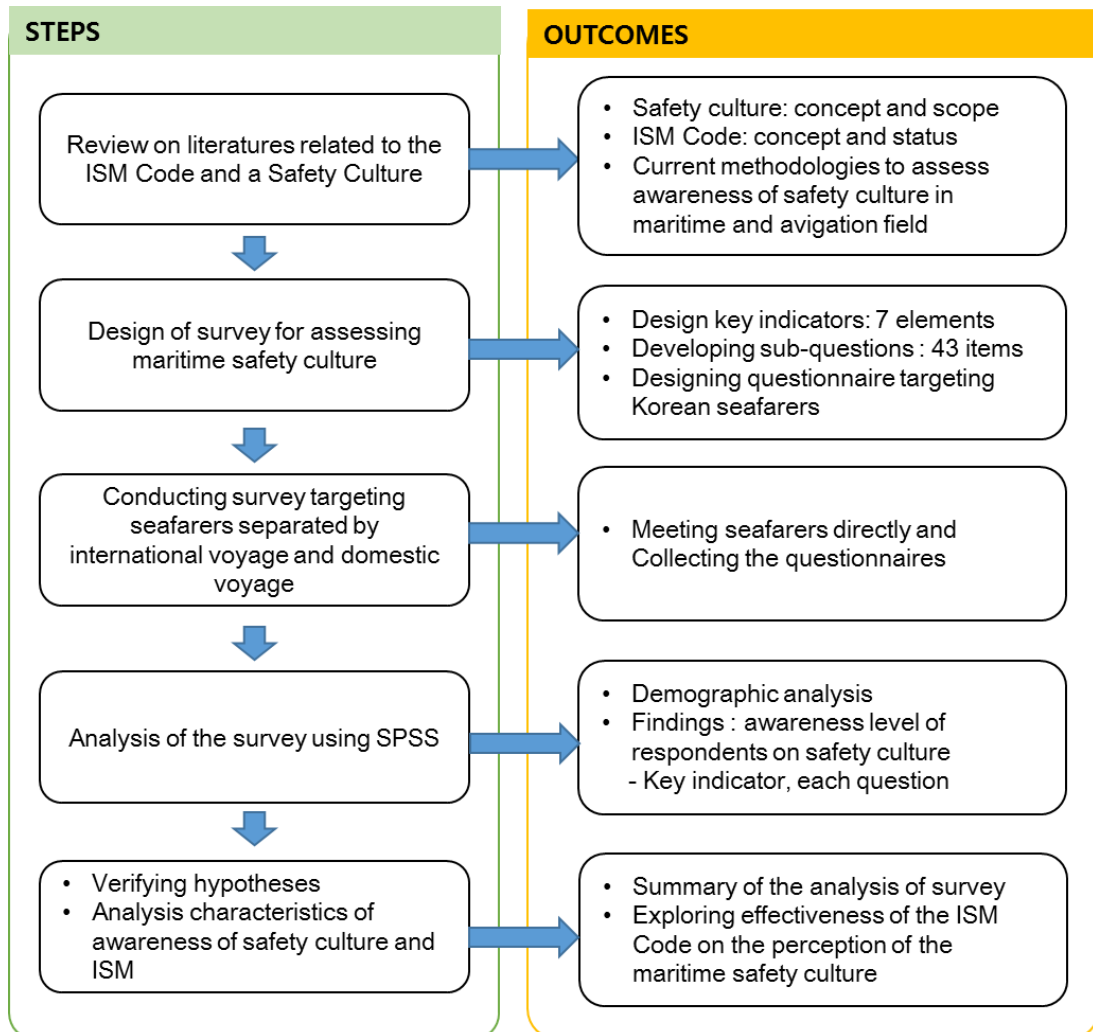 STEPS
OUTCOMES
Review on literatures related to the
ISM Code and a Safety Culture
• Safety culture: concept and scope
• ISM Code: concept and status
• Current methodologies to assess
awareness of safety culture in
maritime and avigation field
Design of survey for assessing
maritime safety culture
• Design key indicators: 7 elements
• Developing sub-questions : 43 items
• Designing questionnaire targeting
Korean seafarers
Conducting survey targeting
seafarers separated by
international voyage and domestic
voyage
• Meeting seafarers directly and
Collecting the questionnaires
Analysis of the survey using SPSS
• Demographic analysis
• Findings : awareness level of
respondents on safety culture
- Key indicator, each question
• Verifying hypotheses
• Analysis characteristics of
awareness of safety culture and
ISM
• Summary of the analysis of survey
• Exploring effectiveness of the ISM
Code on the perception of the
maritime safety culture